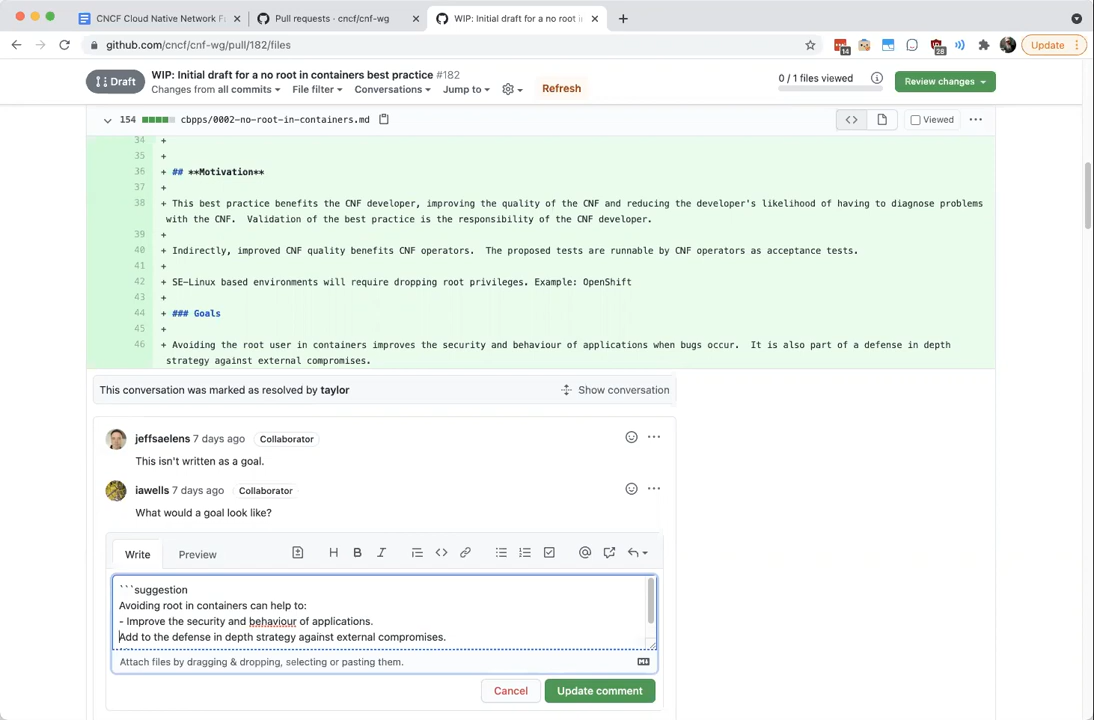 CNCF Cloud Native Network F
Pull requests · cncf/cnf-wg
WIP: Initial draft for a no root in
github.com/cncf/cnf-wg/pull/182/files
14
28
Update
Draft
WIP: Initial draft for a no root in containers best practice #182
Changes from all commits
File filter
Conversations
Jump to
Refresh
0 / 1 files viewed
Review changes
154
cbpps/0002-no-root-in-containers.md
Viewed
34 +
35 +
36 + ## **Motivation**
37 +
38 + This best practice benefits the CNF developer, improving the quality of the CNF and reducing the developer's likelihood of having to diagnose problems
with the CNF.  Validation of the best practice is the responsibility of the CNF developer.
39 +
40 + Indirectly, improved CNF quality benefits CNF operators.  The proposed tests are runnable by CNF operators as acceptance tests.
41 +
42 + SE-Linux based environments will require dropping root privileges. Example: OpenShift
43 +
44 + ### Goals
45 +
46 + Avoiding the root user in containers improves the security and behaviour of applications when bugs occur.  It is also part of a defense in depth
strategy against external compromises.
This conversation was marked as resolved by taylor
Show conversation
jeffsaelens 7 days ago Collaborator
This isn't written as a goal.
iawells 7 days ago Collaborator
What would a goal look like?
Write
Preview
```suggestion
Avoiding root in containers can help to:
- Improve the security and behaviour of applications.
Add to the defense in depth strategy against external compromises.
Attach files by dragging & dropping, selecting or pasting them.
Cancel
Update comment